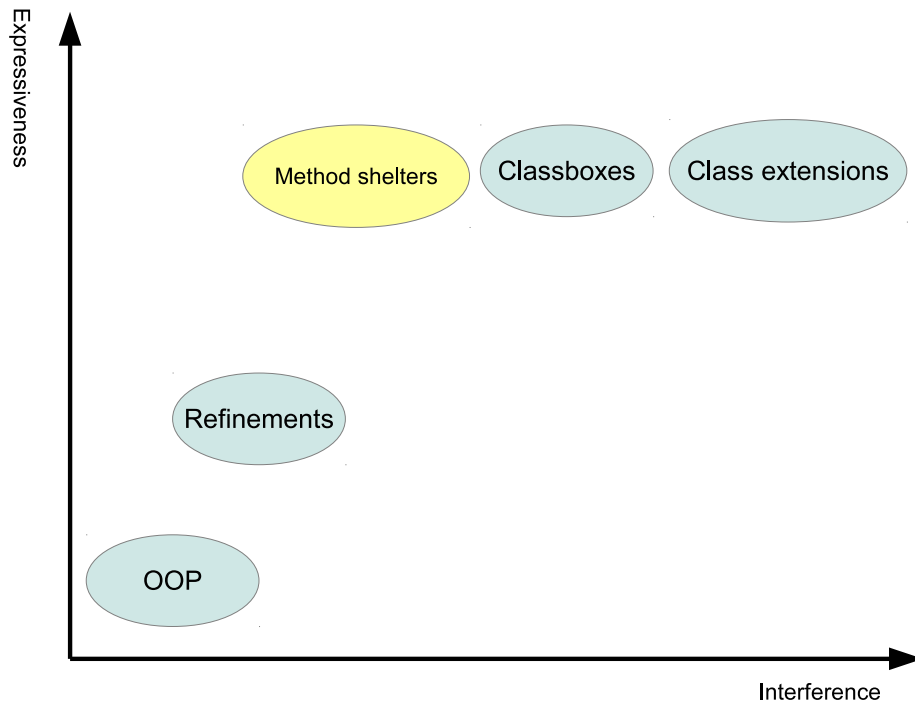 Expressiveness
Method shelters
Classboxes
Class extensions
Refinements
OOP
Interference